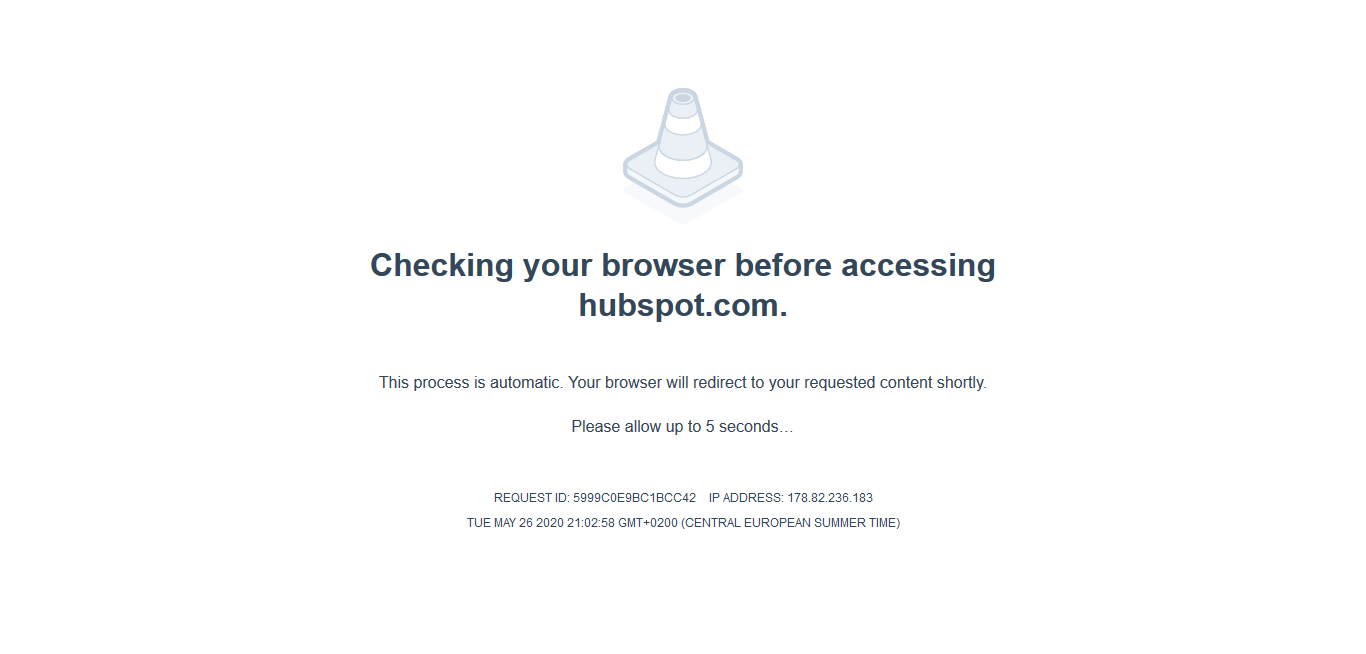 Checking your browser before accessing
hubspot.com.
This process is automatic. Your browser will redirect to your requested content shortly.
Please allow up to 5 seconds…
REQUEST ID: 5999C0E9BC1BCC42 IP ADDRESS: 178.82.236.183
TUE MAY 26 2020 21:02:58 GMT+0200 (CENTRAL EUROPEAN SUMMER TIME)